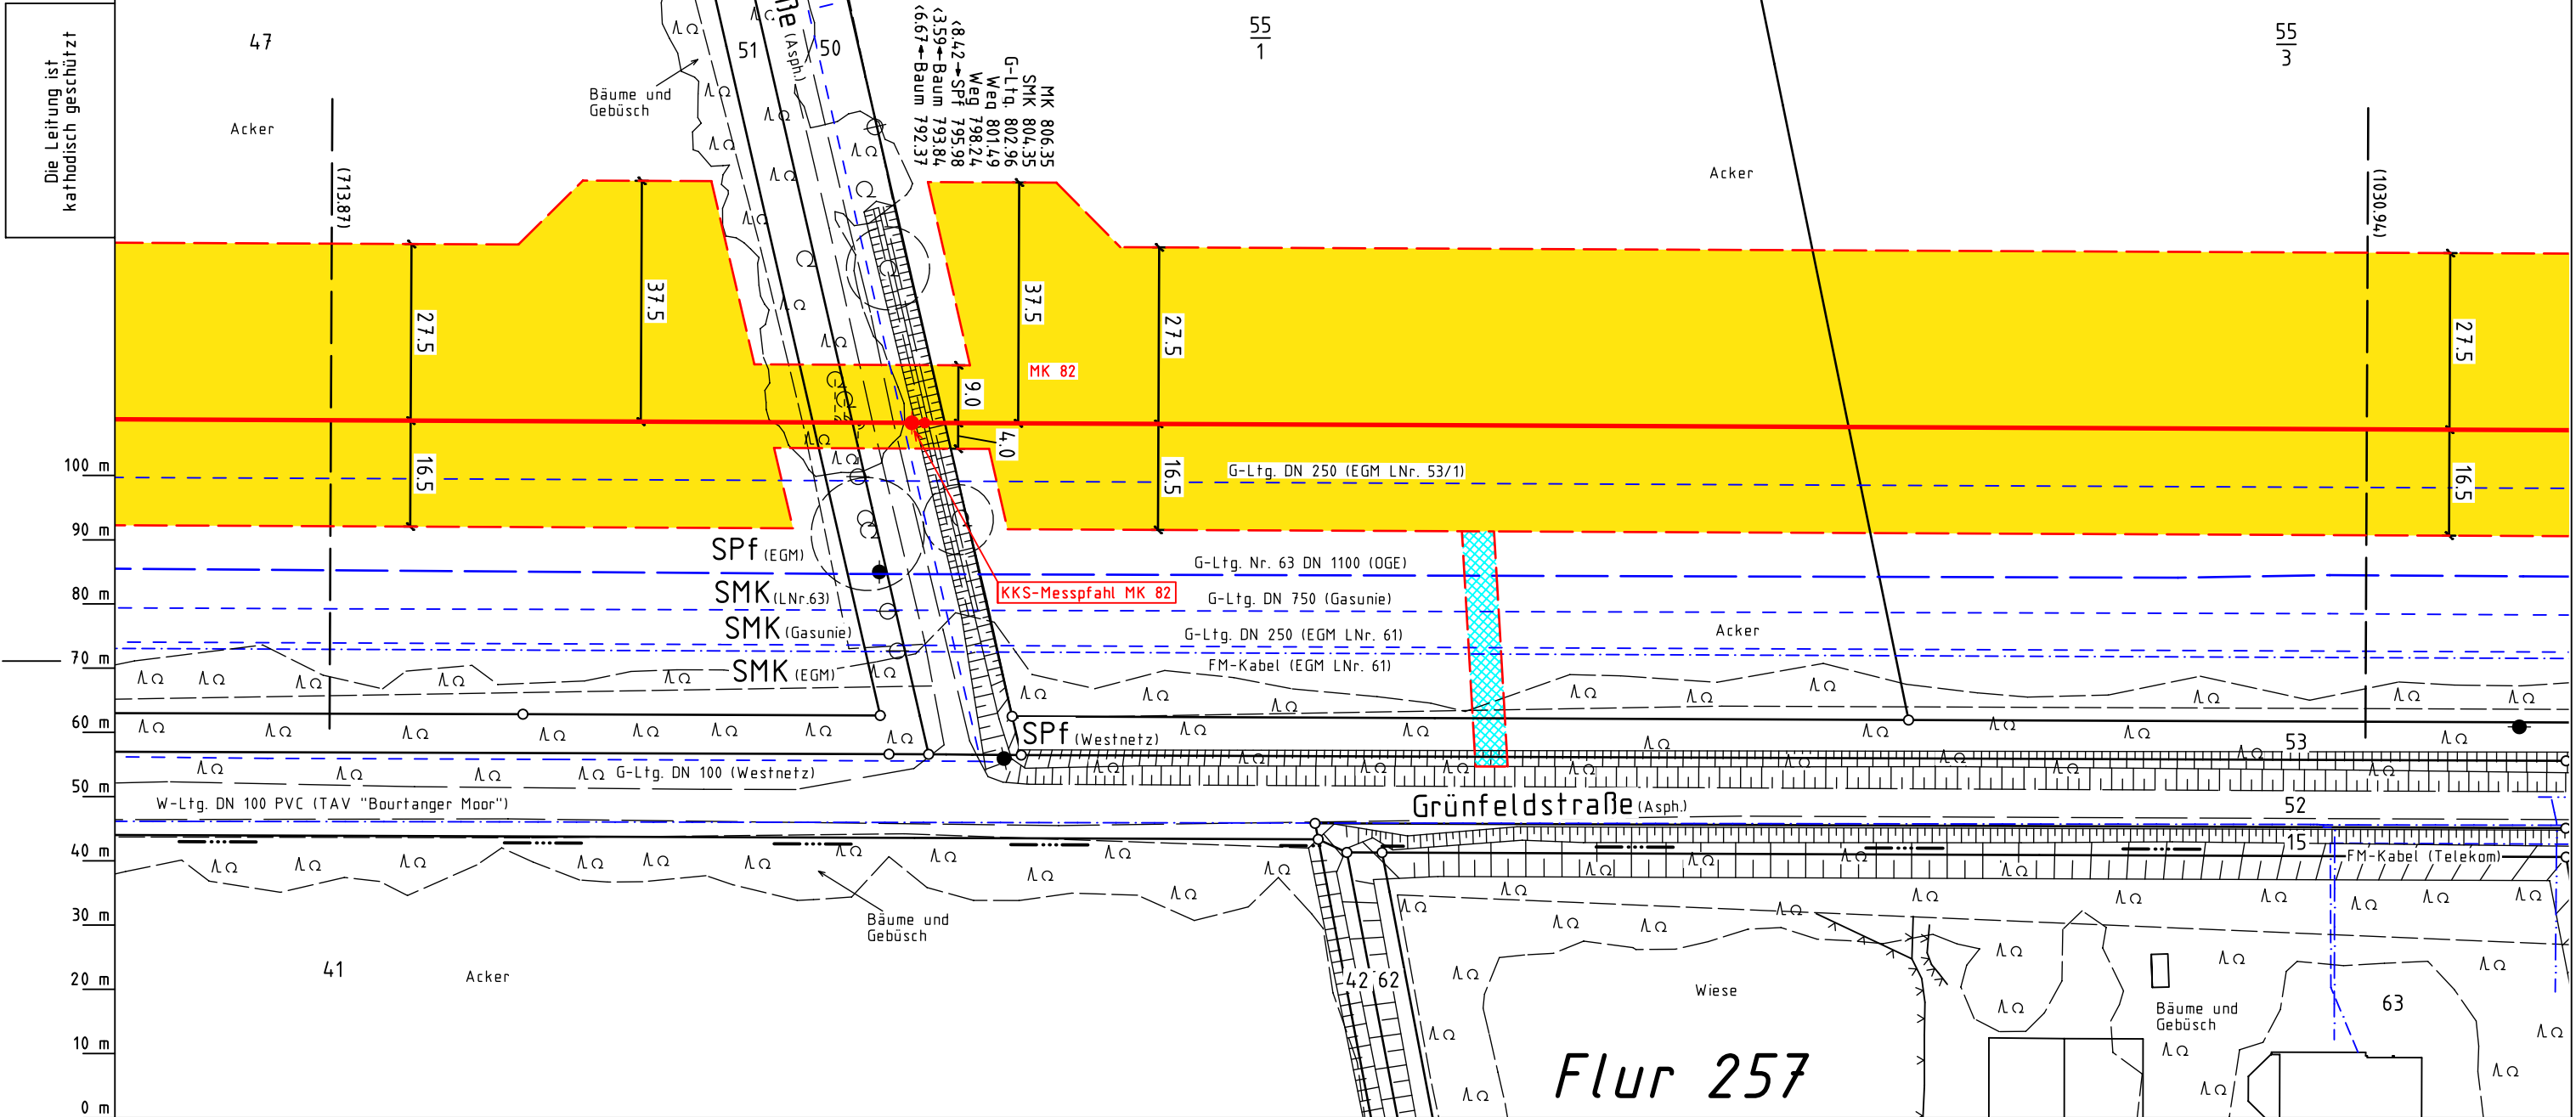 Die Leitung ist
kathodisch geschützt
47
Acker
(713.87)
Bäume und
Gebüsch
51
50
ße (Asph.)
MK 806.35
SMK 804.35
G-Ltg. 802.96
Weg 801.49
Weg 798.24
<8.42→SPf 795.98
<3.59←Baum 793.84
<6.67←Baum 792.37
55
1
55
3
Acker
(1030.94)
27.5
37.5
37.5
27.5
27.5
9.0
4.0
MK 82
16.5
16.5
16.5
100 m
90 m
80 m
70 m
60 m
50 m
40 m
30 m
20 m
10 m
0 m
G-Ltg. DN 250 (EGM LNr. 53/1)
SPf (EGM)
SMK (LNr.63)
SMK (Gasunie)
SMK (EGM)
KKS-Messpfahl MK 82
G-Ltg. Nr. 63 DN 1100 (OGE)
G-Ltg. DN 750 (Gasunie)
G-Ltg. DN 250 (EGM LNr. 61)
FM-Kabel (EGM LNr. 61)
Acker
SPf (Westnetz)
53
G-Ltg. DN 100 (Westnetz)
W-Ltg. DN 100 PVC (TAV "Bourtanger Moor")
Grünfeldstraße (Asph.)
52
15
FM-Kabel (Telekom)
Bäume und
Gebüsch
41
Acker
42
62
Wiese
Bäume und
Gebüsch
63
Flur 257